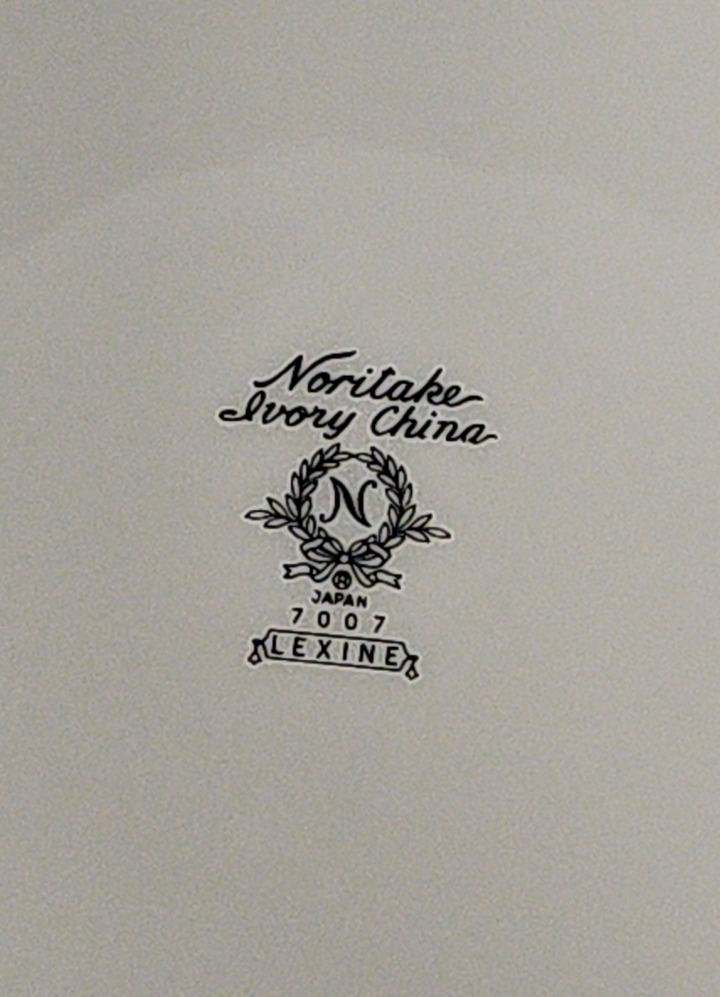 Noritake
Ivory China
N
®
JAPAN
7007
LEXINE